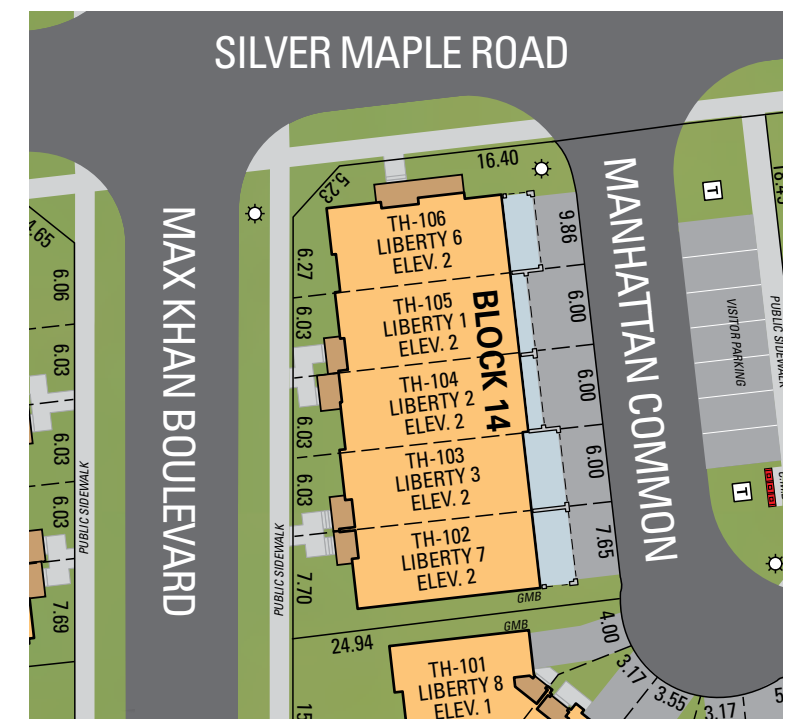 SILVER MAPLE ROAD
MAX KHAN BOULEVARD
MANHATTAN COMMON
BLOCK 14
TH-106
LIBERTY 6
ELEV. 2
TH-105
LIBERTY 1
ELEV. 2
TH-104
LIBERTY 2
ELEV. 2
TH-103
LIBERTY 3
ELEV. 2
TH-102
LIBERTY 7
ELEV. 2
TH-101
LIBERTY 8
ELEV. 1
16.40
5.23
6.27
6.03
6.03
6.03
7.70
24.94
15
9.86
6.00
6.00
6.00
7.65
GMB
GMB
4.00
3.17
3.55
3.17
5
4.65
6.06
6.03
6.03
6.03
7.69
PUBLIC SIDEWALK
PUBLIC SIDEWALK
VISITOR PARKING
PUBLIC SIDEWALK
T
T